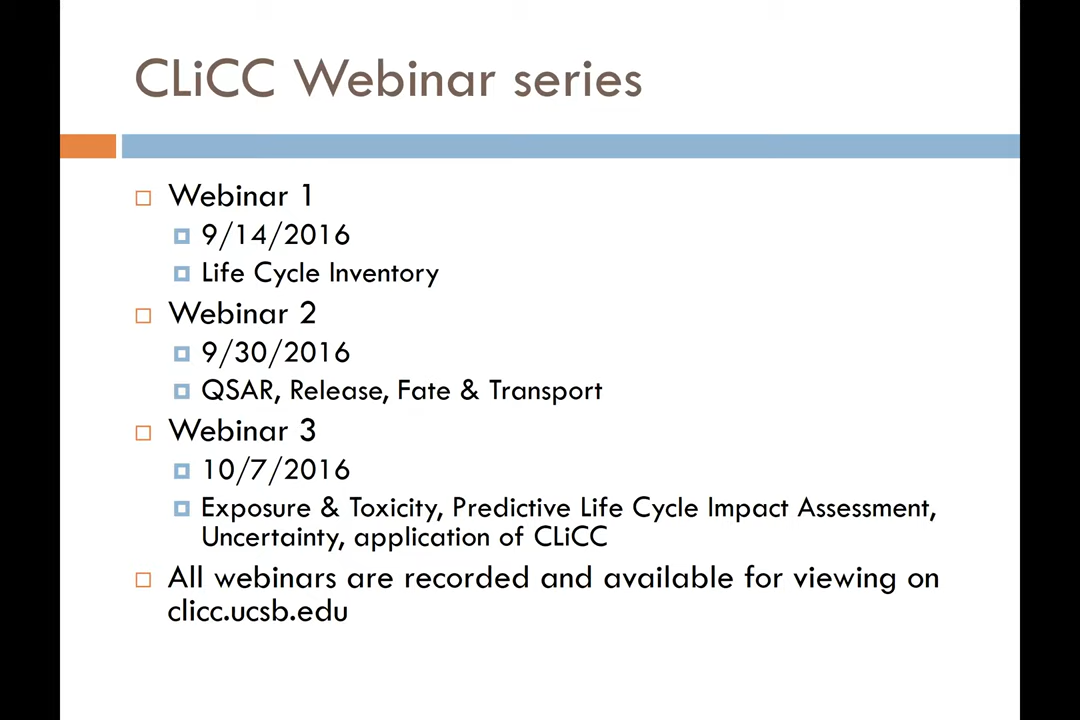 CLiCC Webinar series
Webinar 1
9/14/2016
Life Cycle Inventory
Webinar 2
9/30/2016
QSAR, Release, Fate & Transport
Webinar 3
10/7/2016
Exposure & Toxicity, Predictive Life Cycle Impact Assessment,
Uncertainty, application of CLiCC
All webinars are recorded and available for viewing on
clicc.ucsb.edu